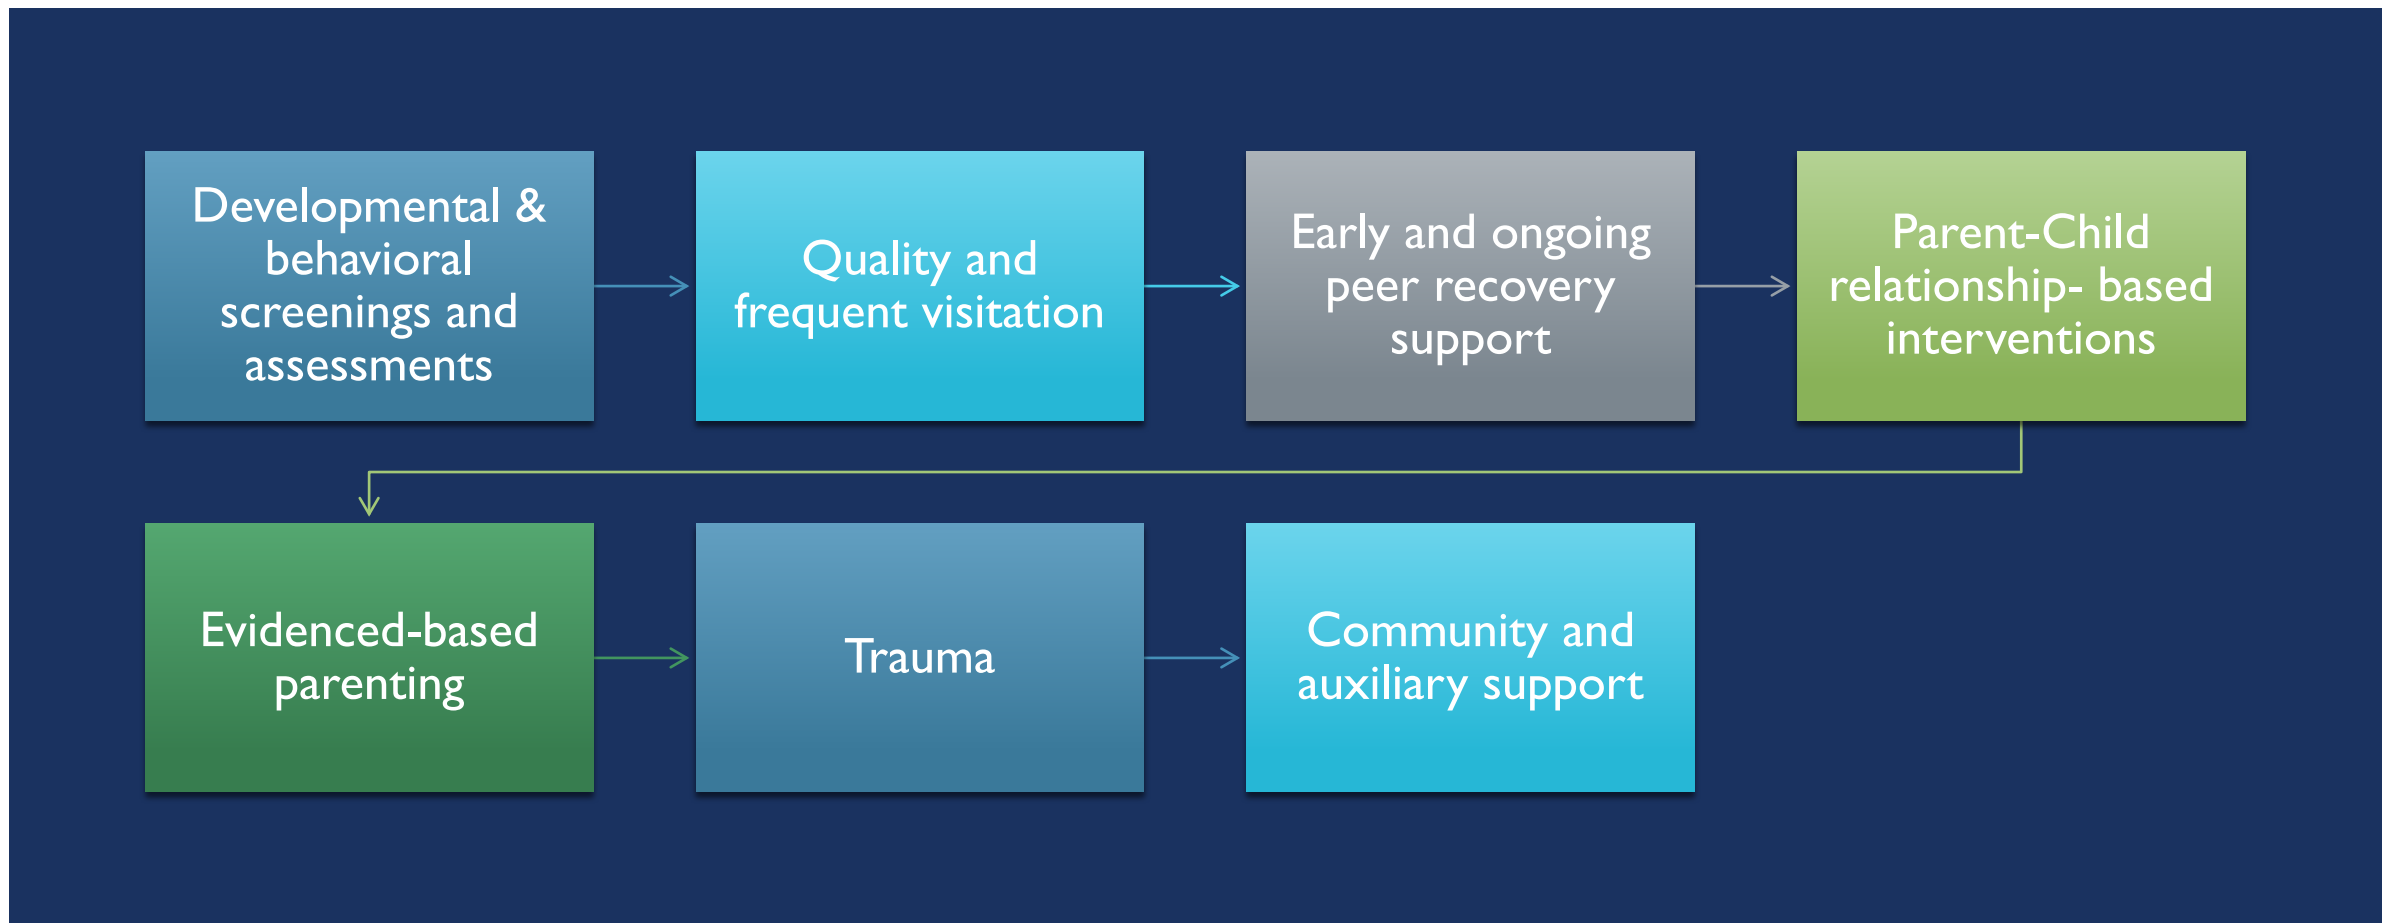 Developmental &
behavioral
screenings and
assessments
Quality and
frequent visitation
Early and ongoing
peer recovery
support
Parent-Child
relationship- based
interventions
Evidenced-based
parenting
Trauma
Community and
auxiliary support